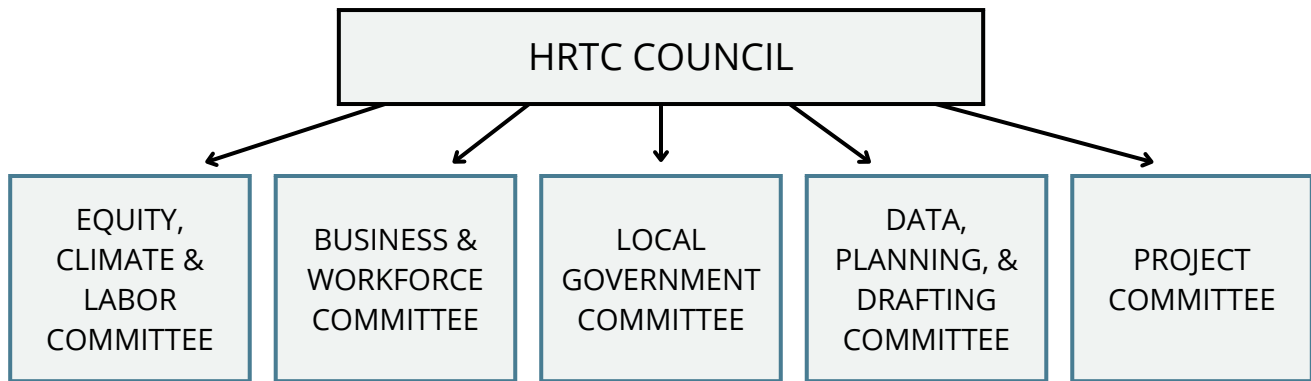 HRTC COUNCIL
EQUITY,
CLIMATE &
LABOR
COMMITTEE
BUSINESS &
WORKFORCE
COMMITTEE
LOCAL
GOVERNMENT
COMMITTEE
DATA,
PLANNING, &
DRAFTING
COMMITTEE
PROJECT
COMMITTEE